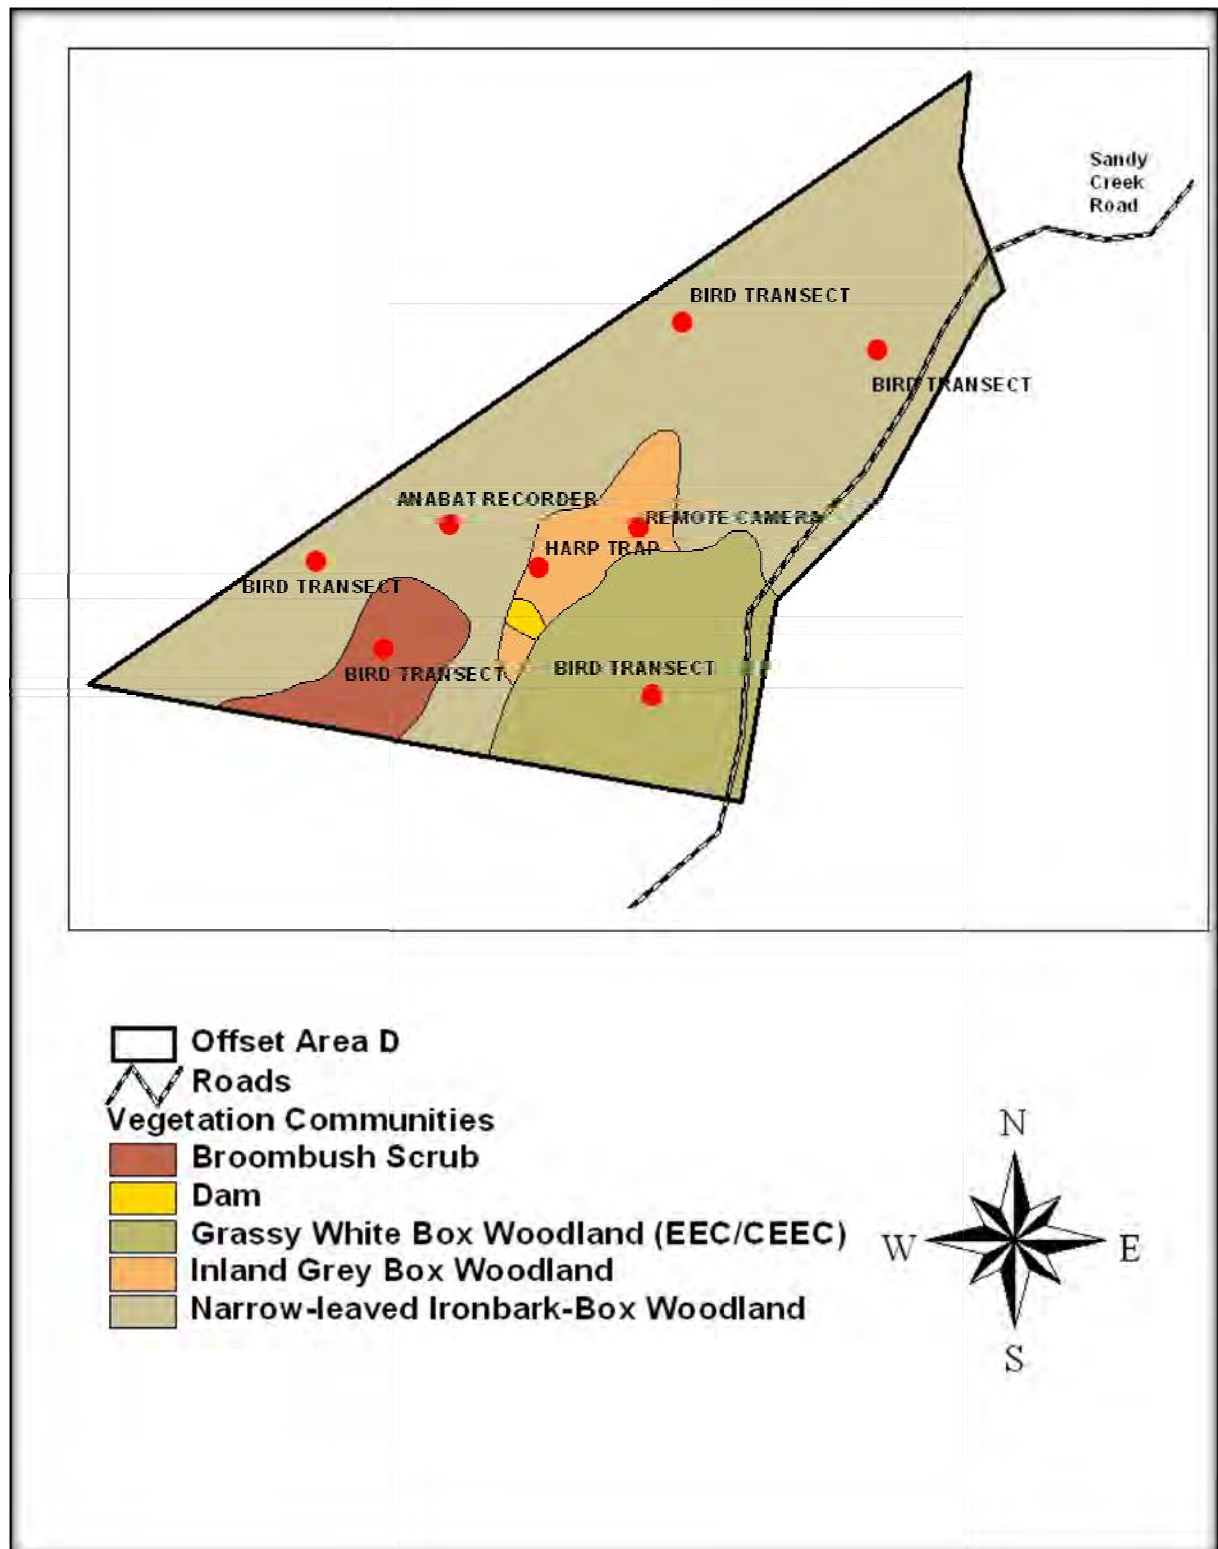 Sandy
Creek
Road
BIRD TRANSECT
BIRD TRANSECT
ANABAT RECORDER
REMOTE CAMERA
HARP TRAP
BIRD TRANSECT
BIRD TRANSECT
BIRD TRANSECT
Offset Area D
Roads
Vegetation Communities
Broombush Scrub
Dam
Grassy White Box Woodland (EEC/CEEC)
Inland Grey Box Woodland
Narrow-leaved Ironbark-Box Woodland
N
W
E
S